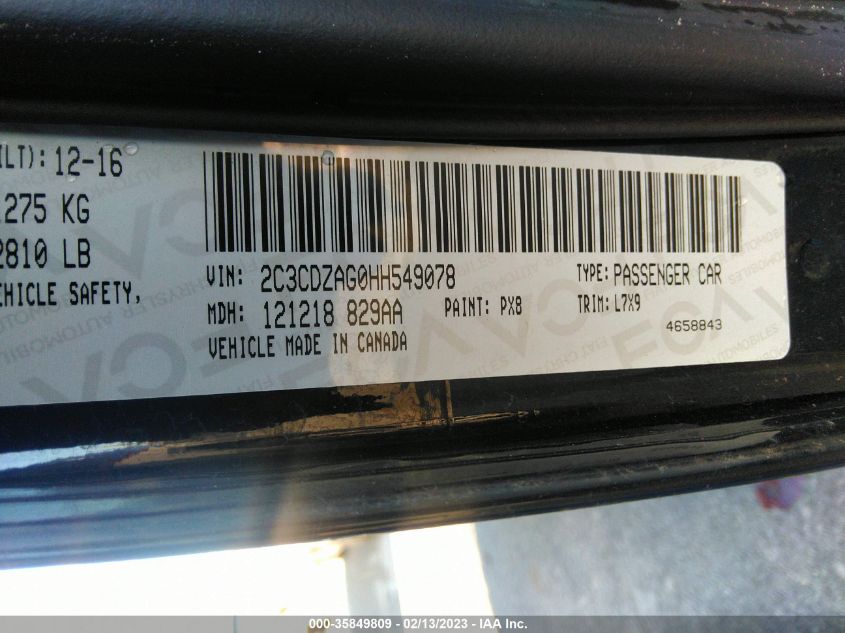 ILT): 12-16
275 KG
2810 LB
EHICLE SAFETY,
VIN: 2C3CDZAG0HH549078
TYPE: PASSENGER CAR
MDH: 121218 829AA
PAINT: PX8
TRIM: L7X9
VEHICLE MADE IN CANADA
4658843
000-35849809 - 02/13/2023 - IAA Inc.